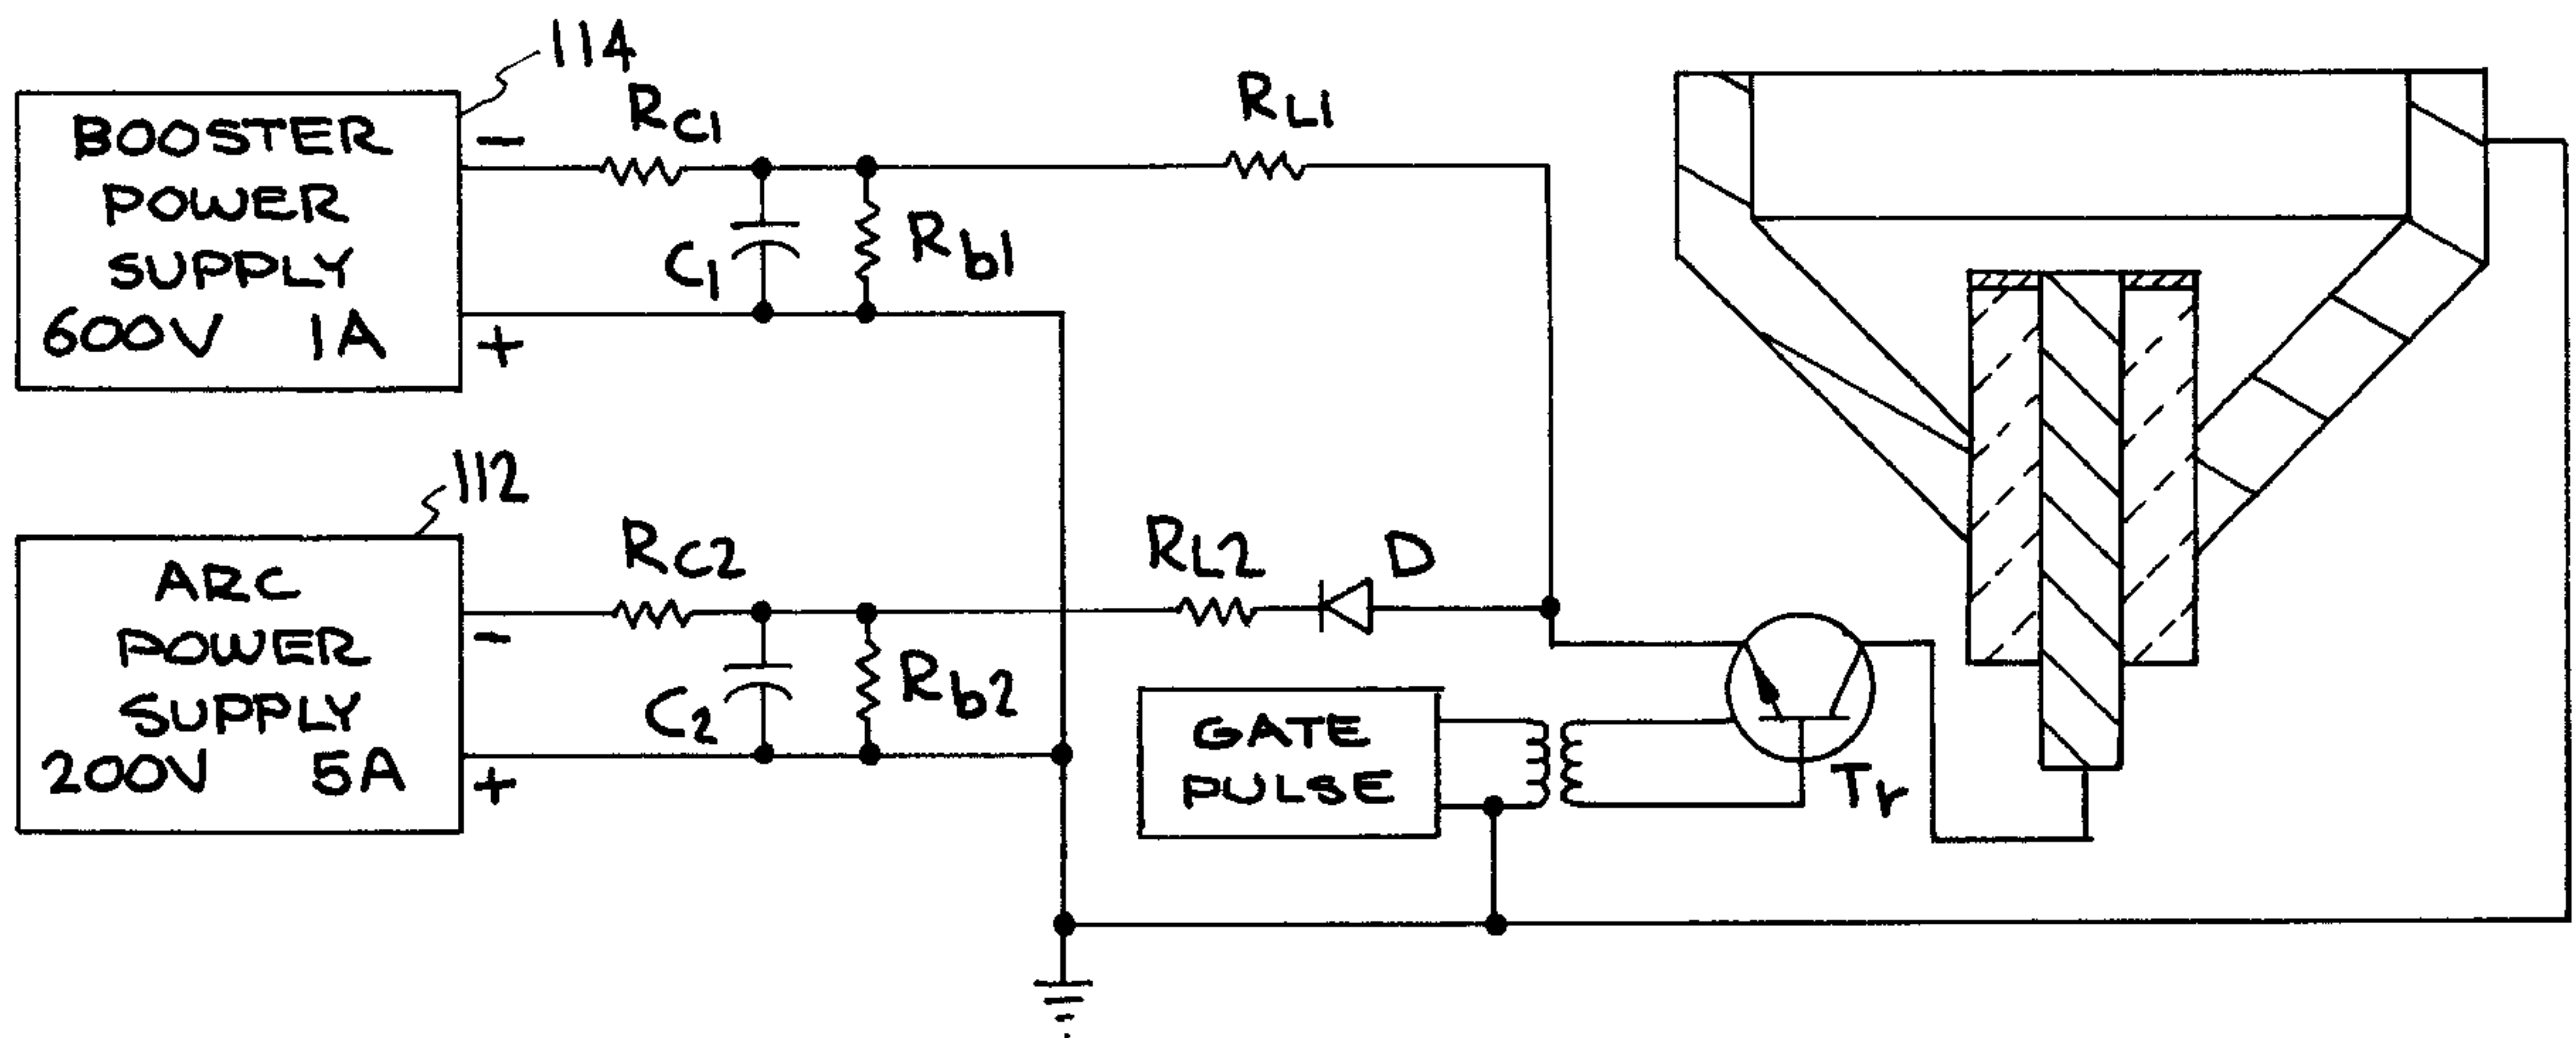 114
BOOSTER
POWER
SUPPLY
600V 1A
−
+
RC1
C1
Rb1
RL1
112
ARC
POWER
SUPPLY
200V 5A
−
+
RC2
C2
Rb2
RL2
D
GATE
PULSE
Tr